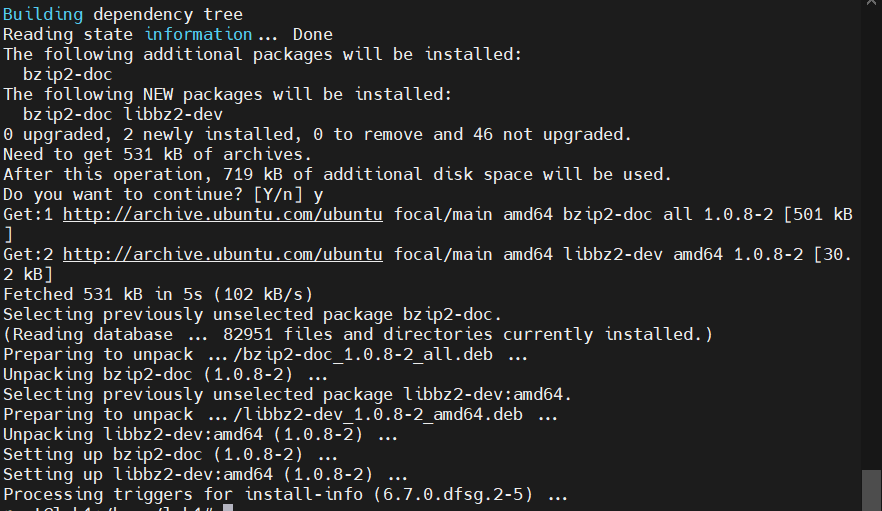 Building dependency tree
Reading state information... Done
The following additional packages will be installed:
  bzip2-doc
The following NEW packages will be installed:
  bzip2-doc libbz2-dev
0 upgraded, 2 newly installed, 0 to remove and 46 not upgraded.
Need to get 531 kB of archives.
After this operation, 719 kB of additional disk space will be used.
Do you want to continue? [Y/n] y
Get:1 http://archive.ubuntu.com/ubuntu focal/main amd64 bzip2-doc all 1.0.8-2 [501 kB
]
Get:2 http://archive.ubuntu.com/ubuntu focal/main amd64 libbz2-dev amd64 1.0.8-2 [30.
2 kB]
Fetched 531 kB in 5s (102 kB/s)
Selecting previously unselected package bzip2-doc.
(Reading database ... 82951 files and directories currently installed.)
Preparing to unpack .../bzip2-doc_1.0.8-2_all.deb ...
Unpacking bzip2-doc (1.0.8-2) ...
Selecting previously unselected package libbz2-dev:amd64.
Preparing to unpack .../libbz2-dev_1.0.8-2_amd64.deb ...
Unpacking libbz2-dev:amd64 (1.0.8-2) ...
Setting up bzip2-doc (1.0.8-2) ...
Setting up libbz2-dev:amd64 (1.0.8-2) ...
Processing triggers for install-info (6.7.0.dfsg.2-5) ...